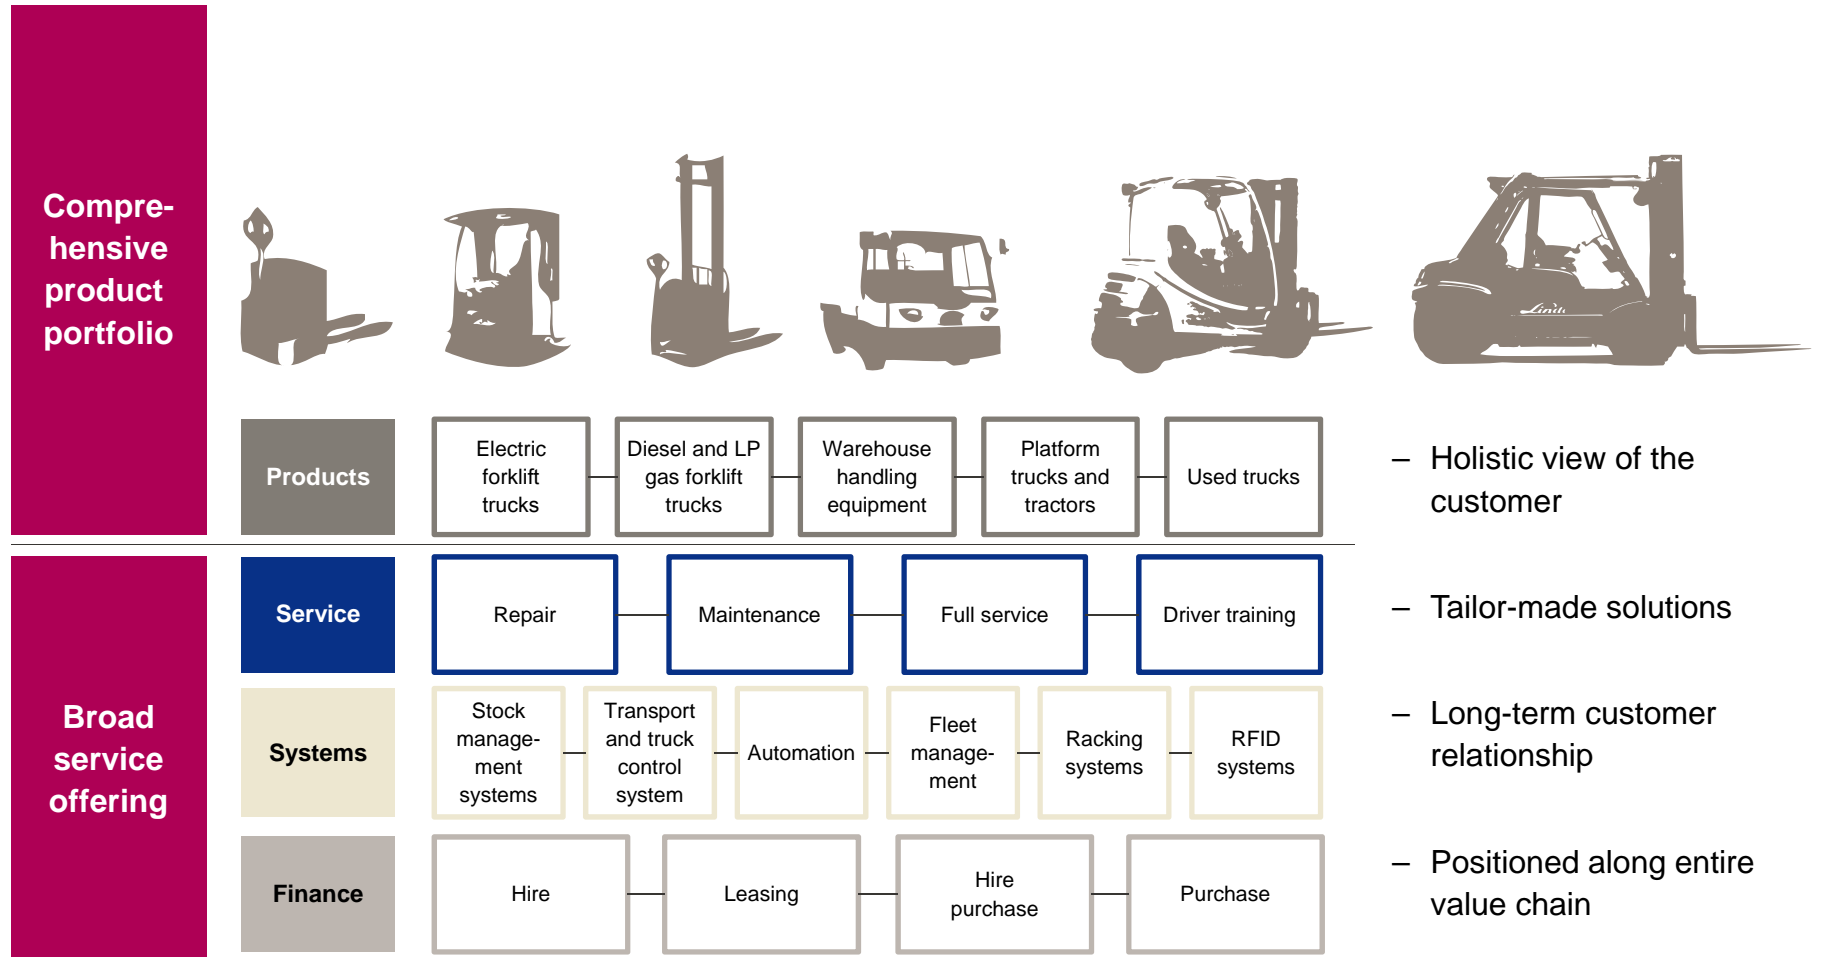 Compre-
hensive
product
portfolio
Linde
Products
Electric
forklift
trucks
Diesel and LP
gas forklift
trucks
Warehouse
handling
equipment
Platform
trucks and
tractors
Used trucks
– Holistic view of the
customer
Broad
service
offering
Service
Repair
Maintenance
Full service
Driver training
– Tailor-made solutions
Systems
Stock
manage-
ment
systems
Transport
and truck
control
system
Automation
Fleet
manage-
ment
Racking
systems
RFID
systems
– Long-term customer
relationship
Finance
Hire
Leasing
Hire
purchase
Purchase
– Positioned along entire
value chain